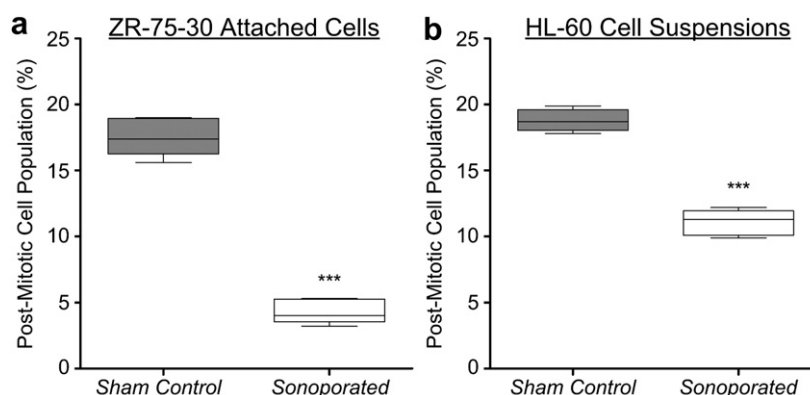 a
ZR-75-30 Attached Cells
Post-Mitotic Cell Population (%)
25
20
15
10
5
0
***
Sham Control
Sonoporated
b
HL-60 Cell Suspensions
Post-Mitotic Cell Population (%)
25
20
15
10
5
0
***
Sham Control
Sonoporated